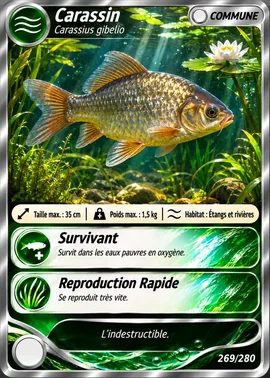 Carassin
COMMUNE
Carassius gibelio
Taille max. : 35 cm
Poids max. : 1,5 kg
Habitat : Étangs et rivières
Survivant
Survit dans les eaux pauvres en oxygène.
Reproduction Rapide
Se reproduit très vite.
L'indestructible.
269/280